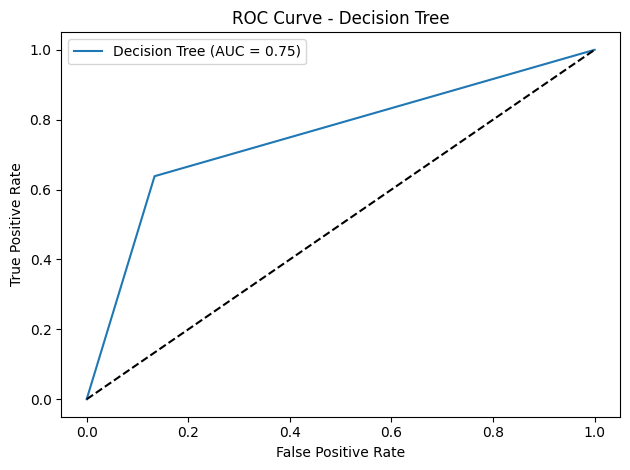 ROC Curve - Decision Tree
Decision Tree (AUC = 0.75)
True Positive Rate
1.0
0.8
0.6
0.4
0.2
0.0
0.0 0.2 0.4 0.6 0.8 1.0
False Positive Rate